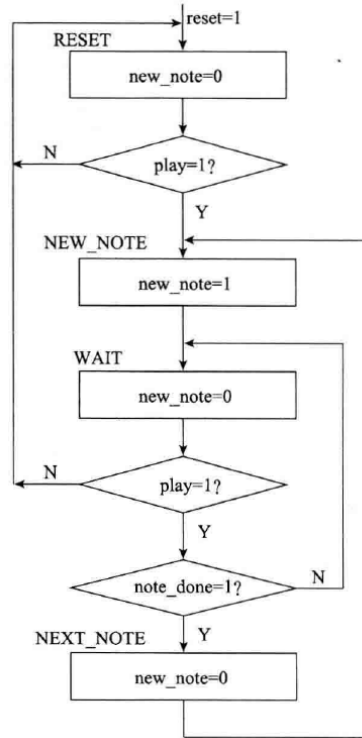 reset=1
RESET
new_note=0
N
play=1?
Y
NEW_NOTE
new_note=1
WAIT
new_note=0
N
play=1?
Y
note_done=1?
N
NEXT_NOTE
Y
new_note=0